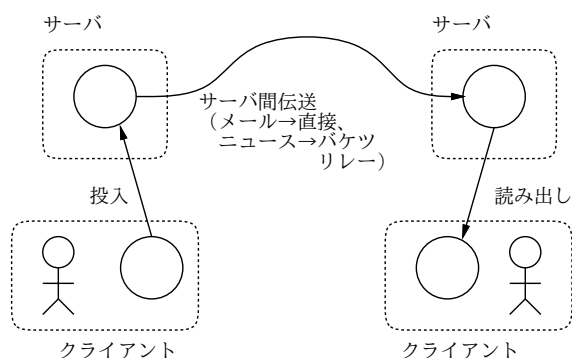 サーバ
サーバ
サーバ間伝送
（メール→直接、
ニュース→バケツ
リレー）
投入
読み出し
クライアント
クライアント